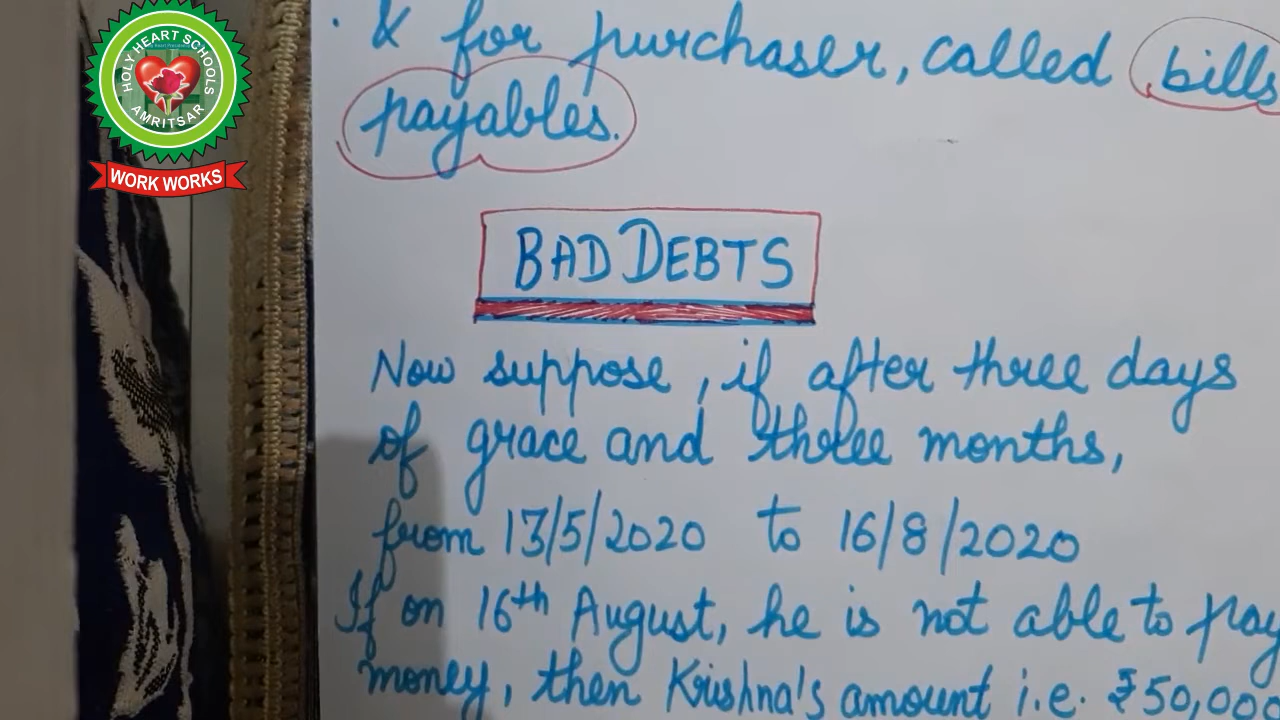 HOLY HEART SCHOOLS
AMRITSAR
WORK WORKS
& for purchaser, called bills
payables.
BAD DEBTS
Now suppose, if after three days
of grace and three months,
from 13/5/2020 to 16/8/2020
If on 16th August, he is not able to pay
money, then Krishna's amount i.e. ₹50,000